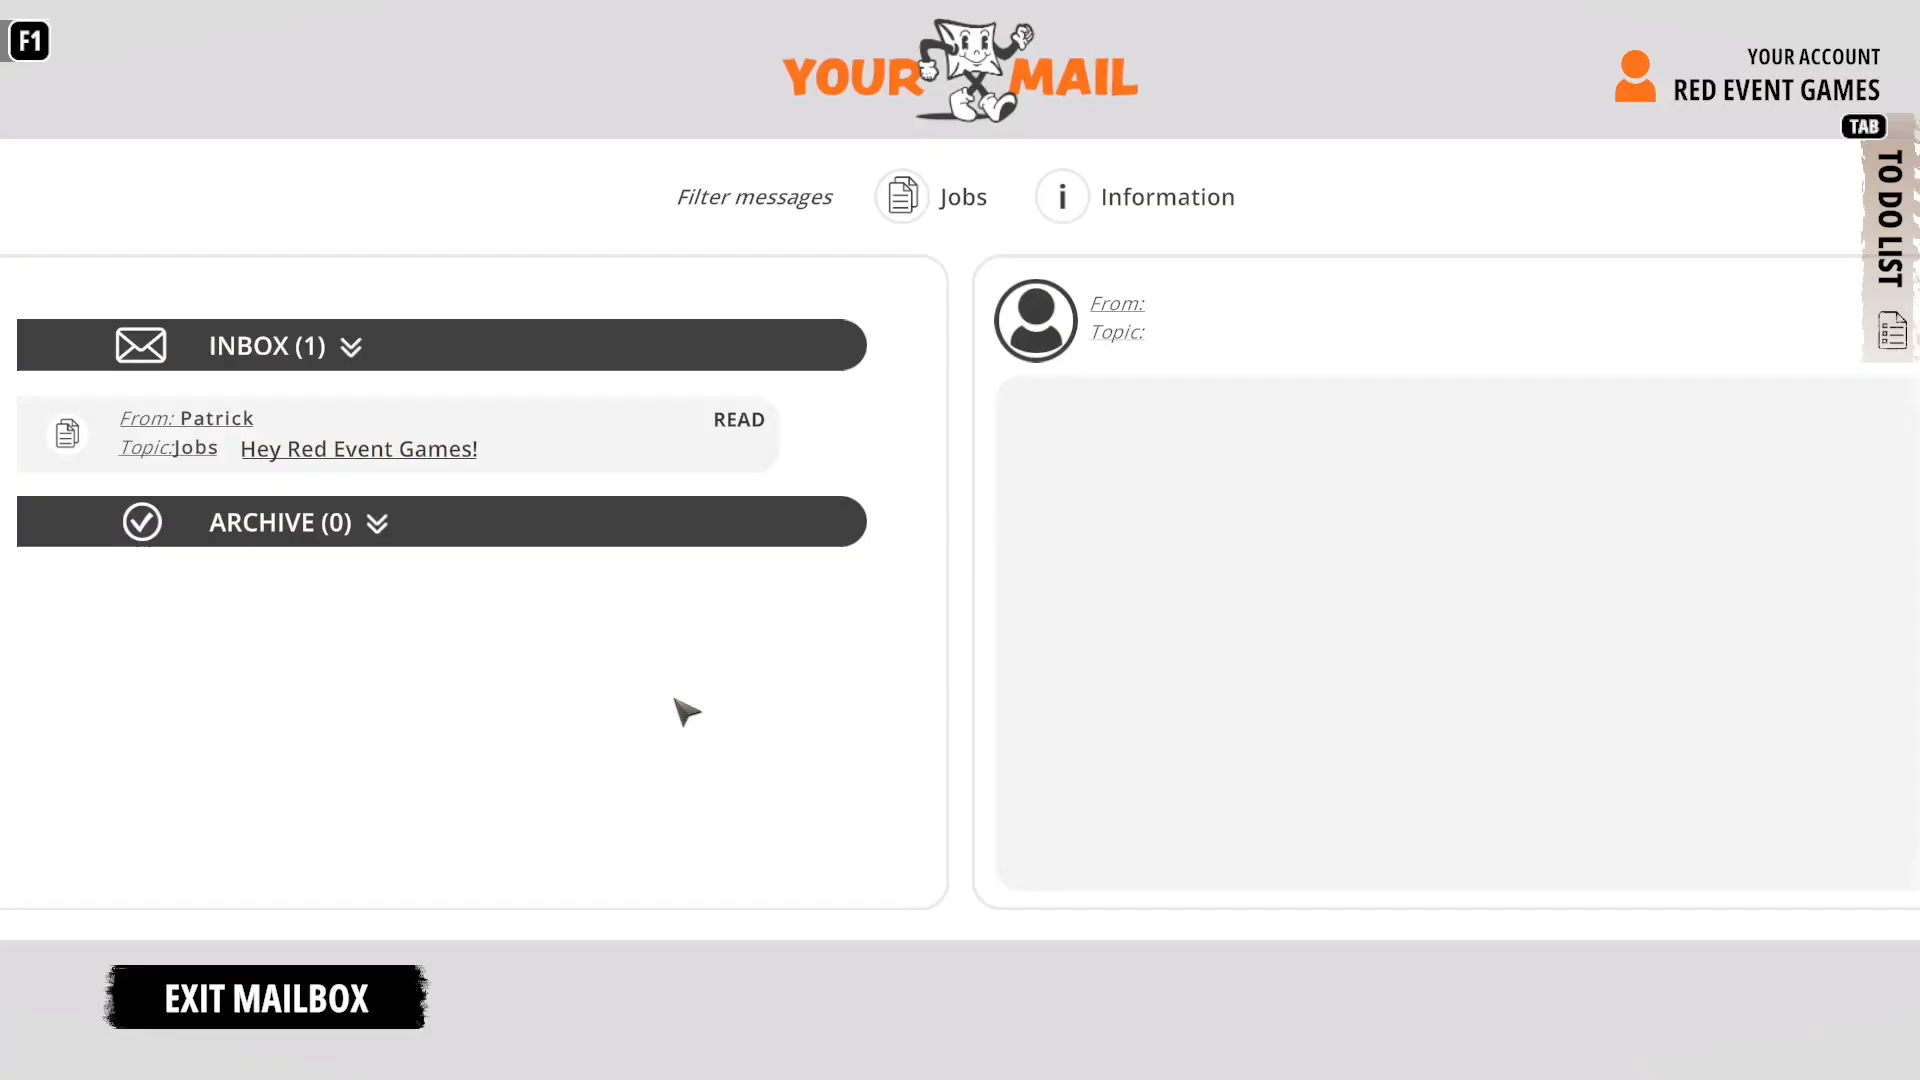 F1
YOUR MAIL
YOUR ACCOUNT
RED EVENT GAMES
TAB
TO DO LIST
Filter messages
Jobs
i Information
INBOX (1)
From: Patrick
READ
Topic:Jobs Hey Red Event Games!
ARCHIVE (0)
From:
Topic:
EXIT MAILBOX